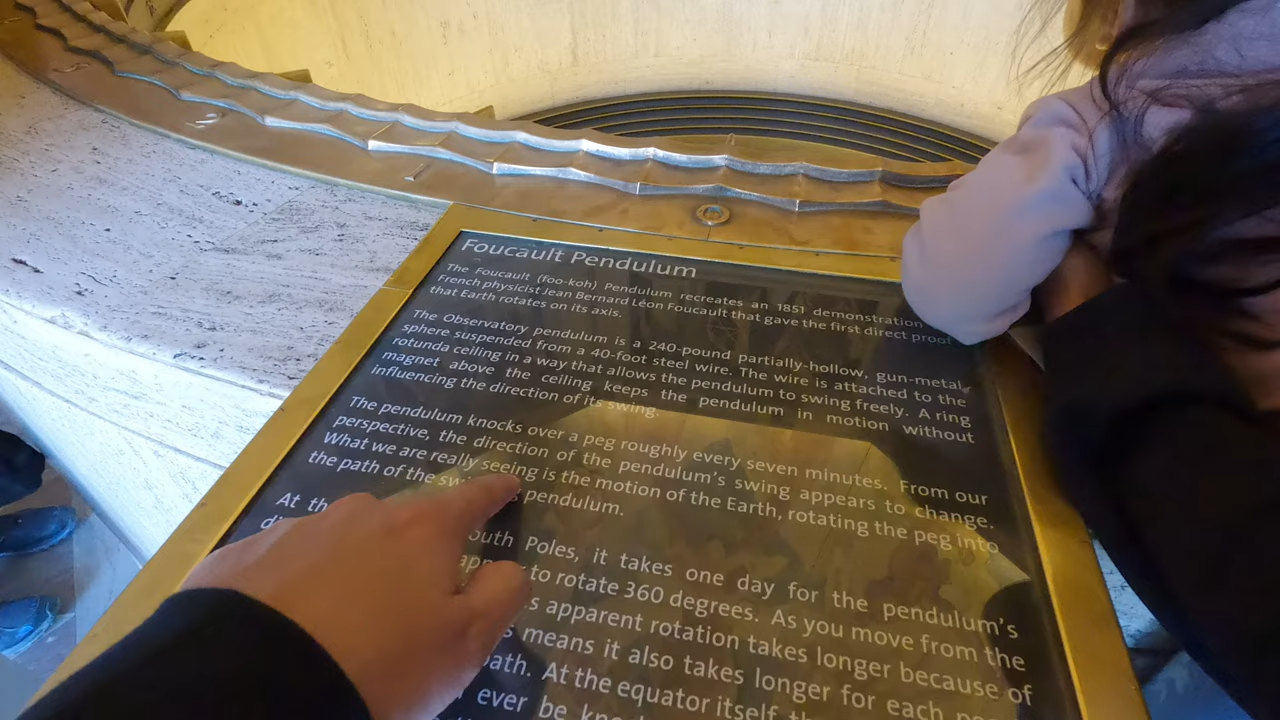 Foucault Pendulum
The Foucault (foo-koh) Pendulum recreates an 1851 demonstration
French physicist Jean Bernard Léon Foucault that gave the first direct proof
that Earth rotates on its axis.
The Observatory pendulum is a 240-pound partially-hollow, gun-metal
sphere suspended from a 40-foot steel wire. The wire is attached to the
rotunda ceiling in a way that allows the pendulum to swing freely. A ring
magnet above the ceiling keeps the pendulum in motion without
influencing the direction of its swing.
The pendulum knocks over a peg roughly every seven minutes. From our
perspective, the direction of the pendulum's swing appears to change.
What we are really seeing is the motion of the Earth, rotating the peg into
the path of the pendulum.
At the
South Poles, it takes one day for the pendulum's
to rotate 360 degrees. As you move from the
apparent rotation takes longer because of
means it also takes longer for each
path. At the equator itself,
ever be